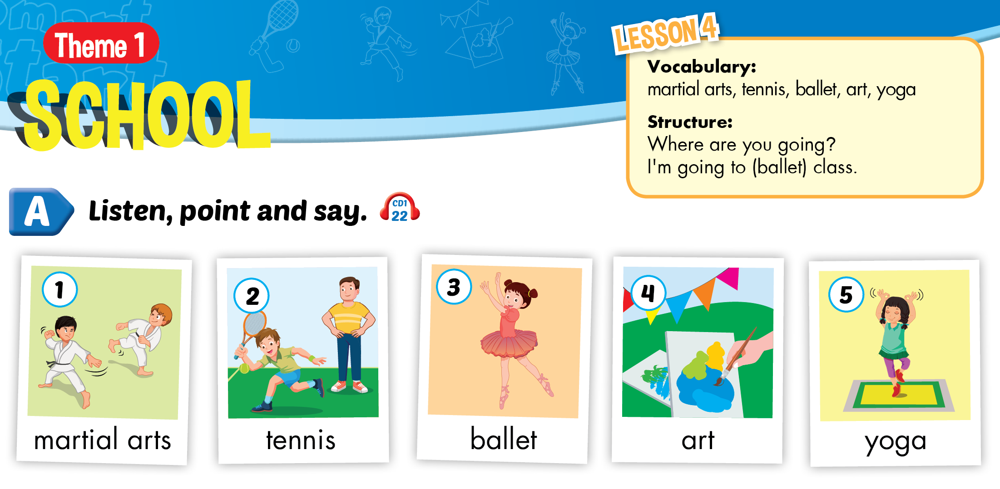 Smart
Start
Theme 1
SCHOOL
LESSON 4
Vocabulary:
martial arts, tennis, ballet, art, yoga
Structure:
Where are you going?
I'm going to (ballet) class.
A
Listen, point and say.
CD1
22
1
martial arts
2
tennis
3
ballet
4
art
5
yoga